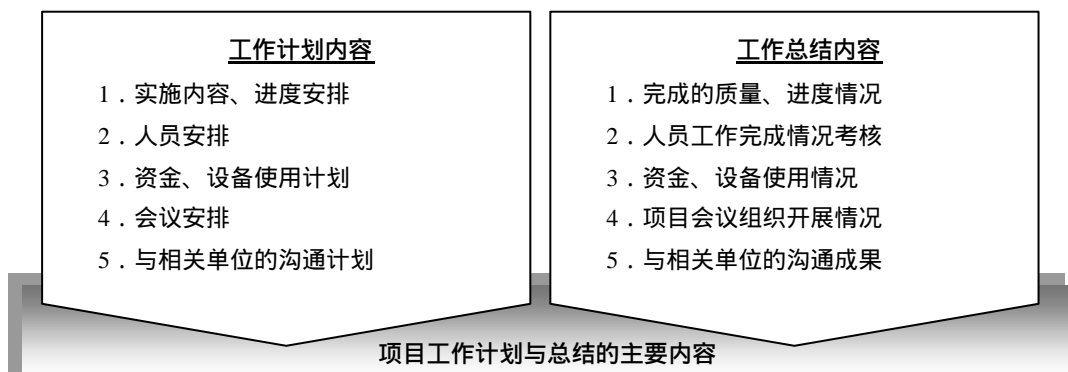 工作计划内容
1．实施内容、进度安排
2．人员安排
3．资金、设备使用计划
4．会议安排
5．与相关单位的沟通计划
工作总结内容
1．完成的质量、进度情况
2．人员工作完成情况考核
3．资金、设备使用情况
4．项目会议组织开展情况
5．与相关单位的沟通成果
项目工作计划与总结的主要内容